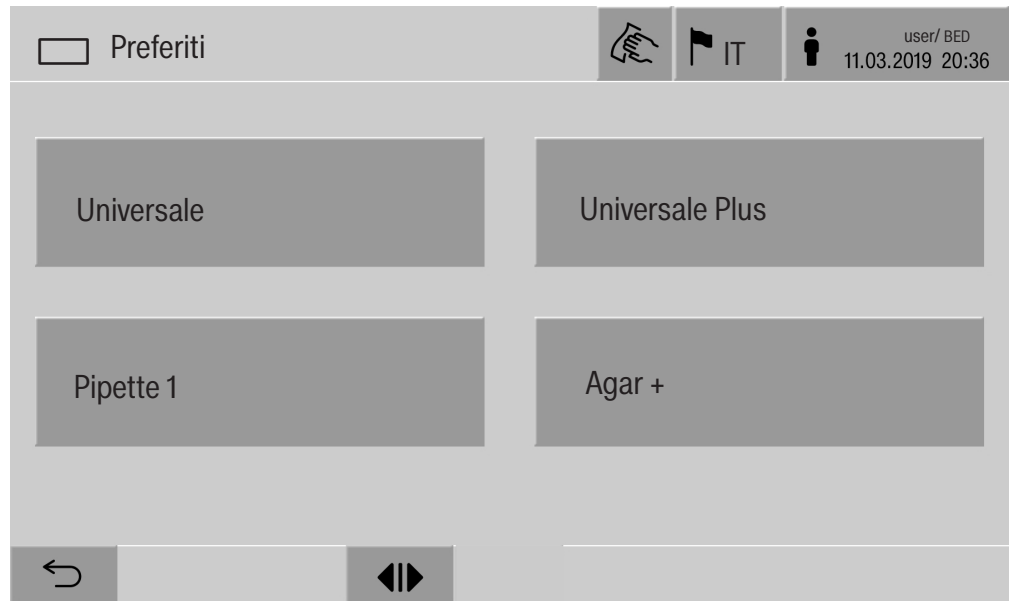 Preferiti
IT
user/ BED
11.03.2019 20:36
Universale
Universale Plus
Pipette 1
Agar +